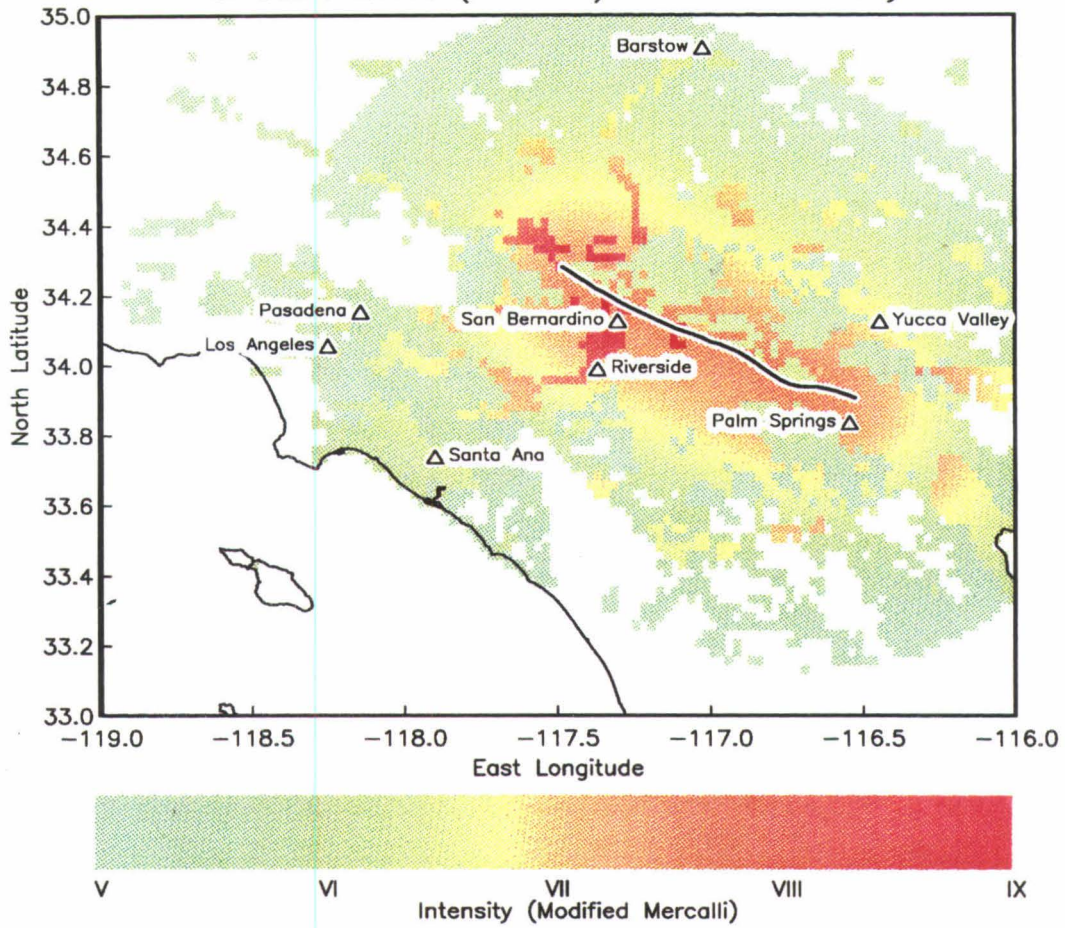 35.0
Barstow
34.8
34.6
34.4
34.2
Pasadena
San Bernardino
Yucca Valley
Los Angeles
34.0
Riverside
Palm Springs
33.8
Santa Ana
33.6
33.4
33.2
33.0
North Latitude
−119.0 −118.5 −118.0 −117.5 −117.0 −116.5 −116.0
East Longitude
V VI VII VIII IX
Intensity (Modified Mercalli)